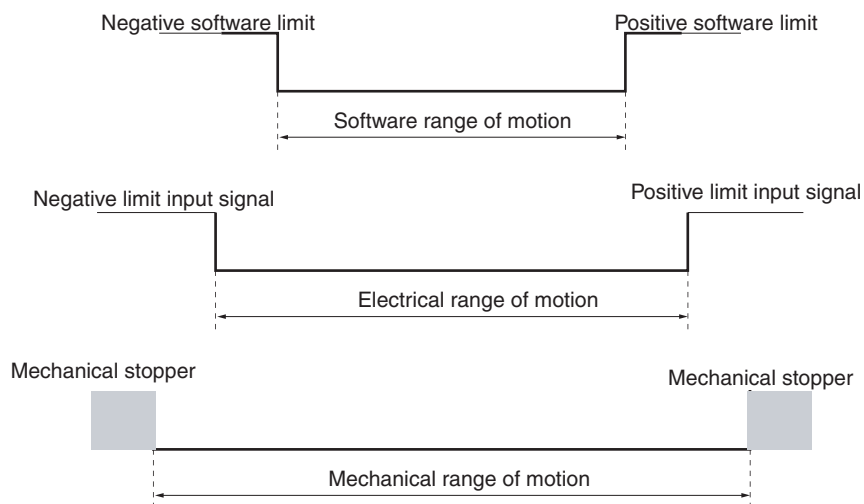 Negative software limit
Positive software limit
Software range of motion
Negative limit input signal
Positive limit input signal
Electrical range of motion
Mechanical stopper
Mechanical stopper
Mechanical range of motion